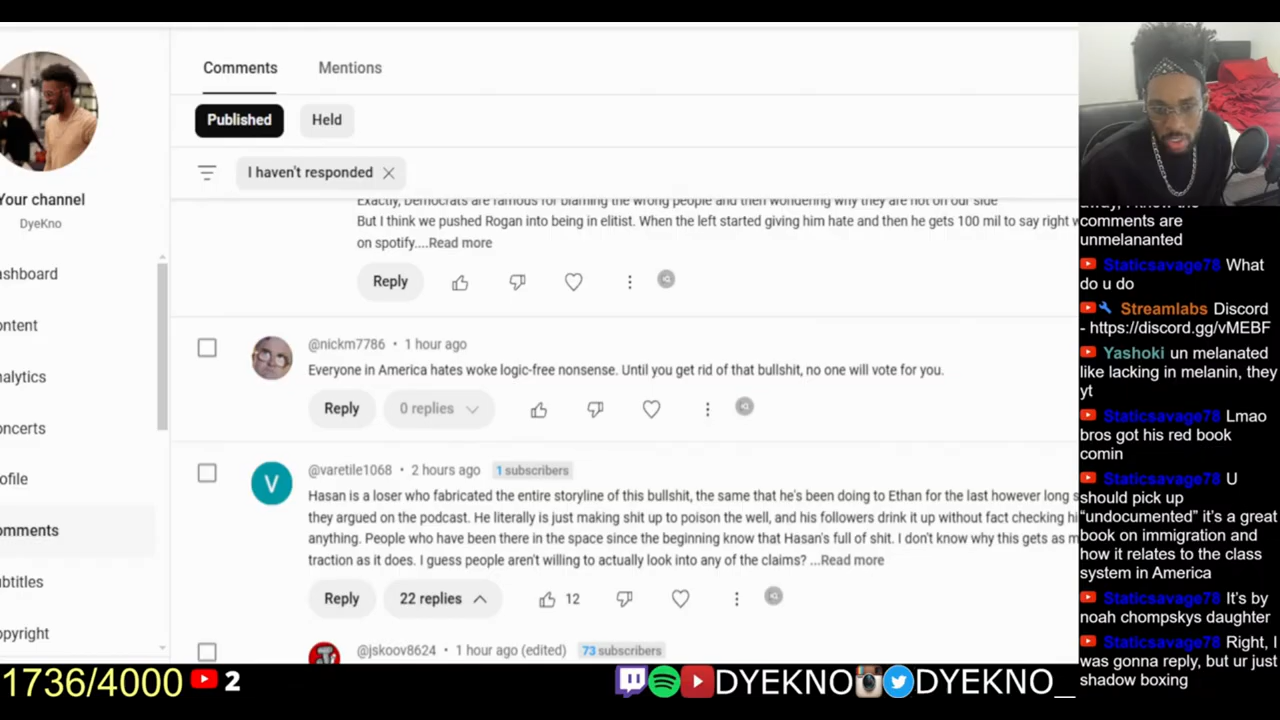 Comments
Mentions
Published
Held
I haven't responded
Your channel
DyeKno
ashboard
ontent
nalytics
oncerts
rofile
omments
btitles
opyright
Exactly, Democrats are famous for blaming the wrong people and then wondering why they are not on our side
But I think we pushed Rogan into being in elitist. When the left started giving him hate and then he gets 100 mil to say right w
on spotify....Read more
Reply
@nickm7786 • 1 hour ago
Everyone in America hates woke logic-free nonsense. Until you get rid of that bullshit, no one will vote for you.
Reply
0 replies
V
@varetile1068 • 2 hours ago
1 subscribers
Hasan is a loser who fabricated the entire storyline of this bullshit, the same that he's been doing to Ethan for the last however long s
they argued on the podcast. He literally is just making shit up to poison the well, and his followers drink it up without fact checking hi
anything. People who have been there in the space since the beginning know that Hasan's full of shit. I don't know why this gets as m
traction as it does. I guess people aren't willing to actually look into any of the claims? ...Read more
Reply
22 replies
12
@jskoov8624 • 1 hour ago (edited)
73 subscribers
comments are
unmelananted
Staticsavage78 What
do u do
Streamlabs Discord
- https://discord.gg/vMEBF
Yashoki un melanated
like lacking in melanin, they
yt
Staticsavage78 Lmao
bros got his red book
comin
Staticsavage78 U
should pick up
“undocumented” it’s a great
book on immigration and
how it relates to the class
system in America
Staticsavage78 It’s by
noah chompskys daughter
Staticsavage78 Right, I
was gonna reply, but ur just
shadow boxing
1736/4000 2
DYEKNO DYEKNO_